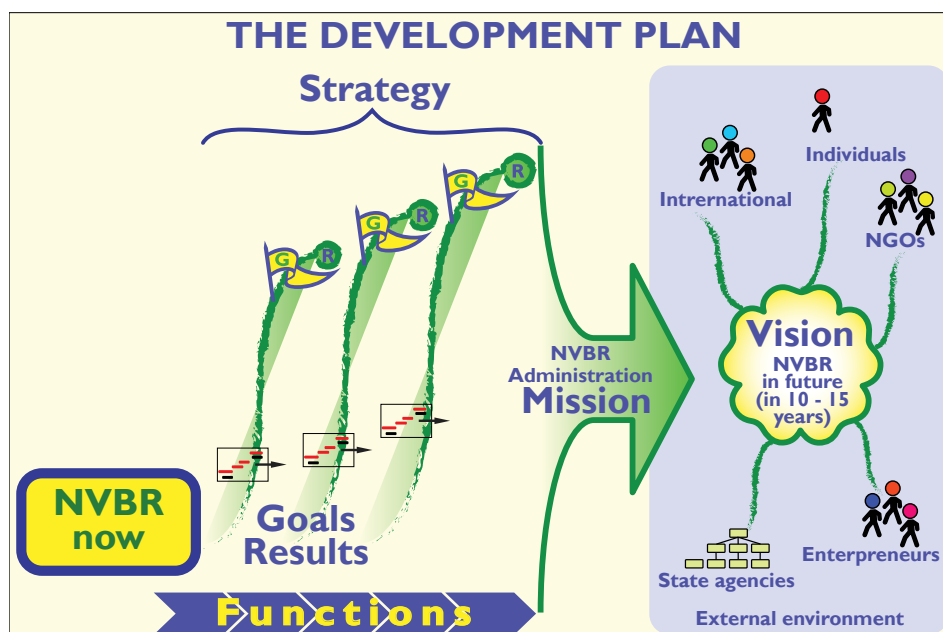 THE DEVELOPMENT PLAN
Strategy
G R
G R
G R
NVBR
now
Goals
Results
Functions
NVBR
Administration
Mission
Individuals
Intrernational
NGOs
Vision
NVBR
in future
(in 10 - 15
years)
State agencies
Enterpreneurs
External environment